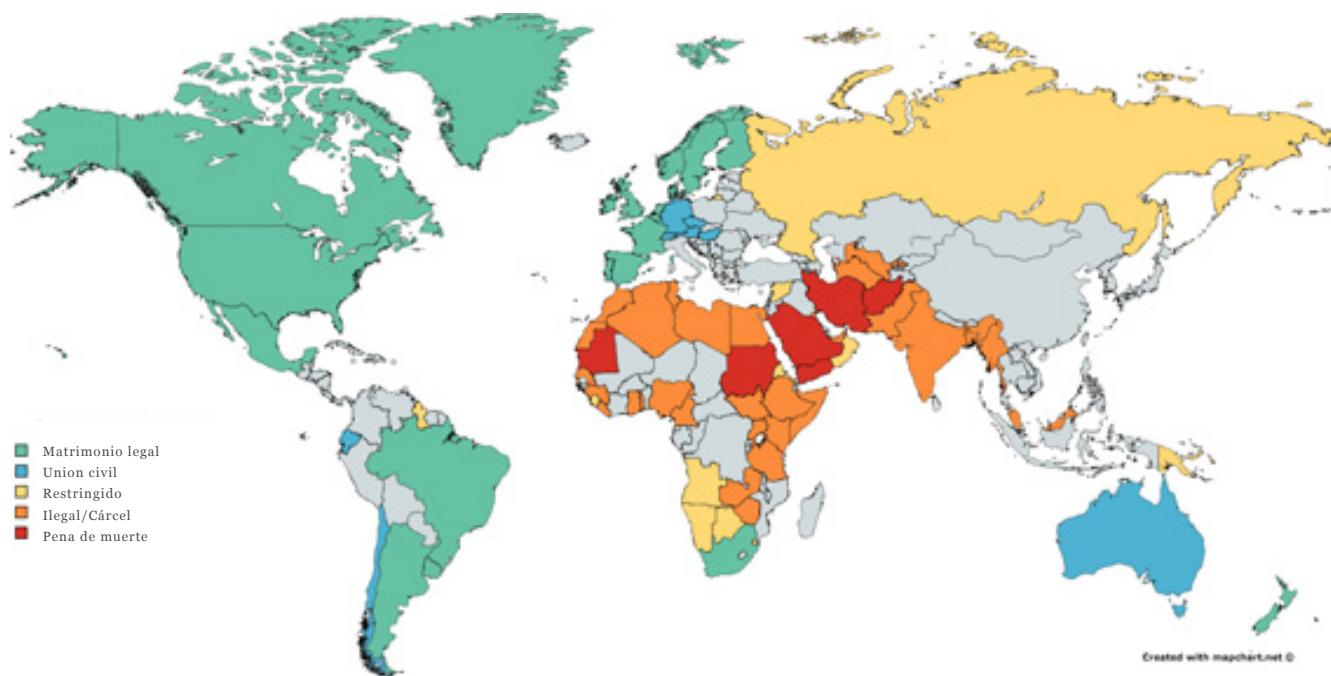 Matrimonio legal
Union civil
Restringido
Ilegal/Cárcel
Pena de muerte
Created with mapchart.net ©